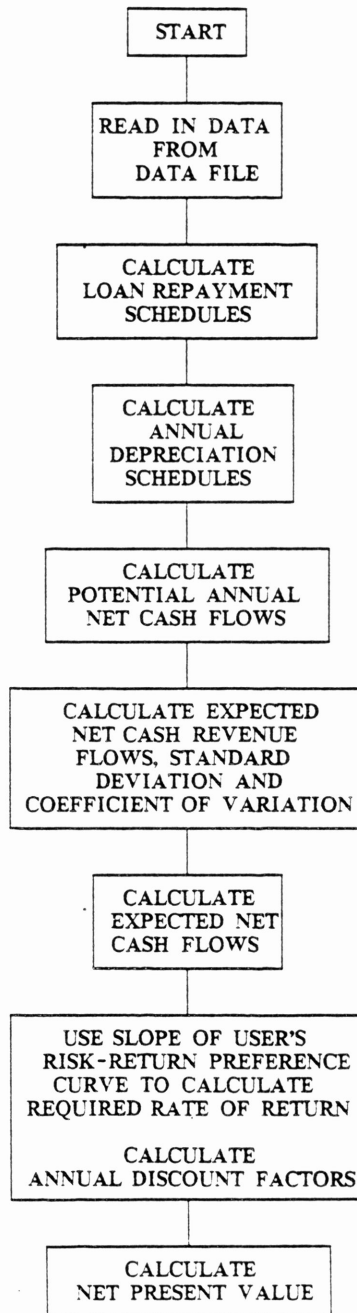 START
READ IN DATA
FROM
DATA FILE
CALCULATE
LOAN REPAYMENT
SCHEDULES
CALCULATE
ANNUAL
DEPRECIATION
SCHEDULES
CALCULATE
POTENTIAL ANNUAL
NET CASH FLOWS
CALCULATE EXPECTED
NET CASH REVENUE
FLOWS, STANDARD
DEVIATION AND
COEFFICIENT OF VARIATION
CALCULATE
EXPECTED NET
CASH FLOWS
USE SLOPE OF USER'S
RISK-RETURN PREFERENCE
CURVE TO CALCULATE
REQUIRED RATE OF RETURN
CALCULATE
ANNUAL DISCOUNT FACTORS
CALCULATE
NET PRESENT VALUE